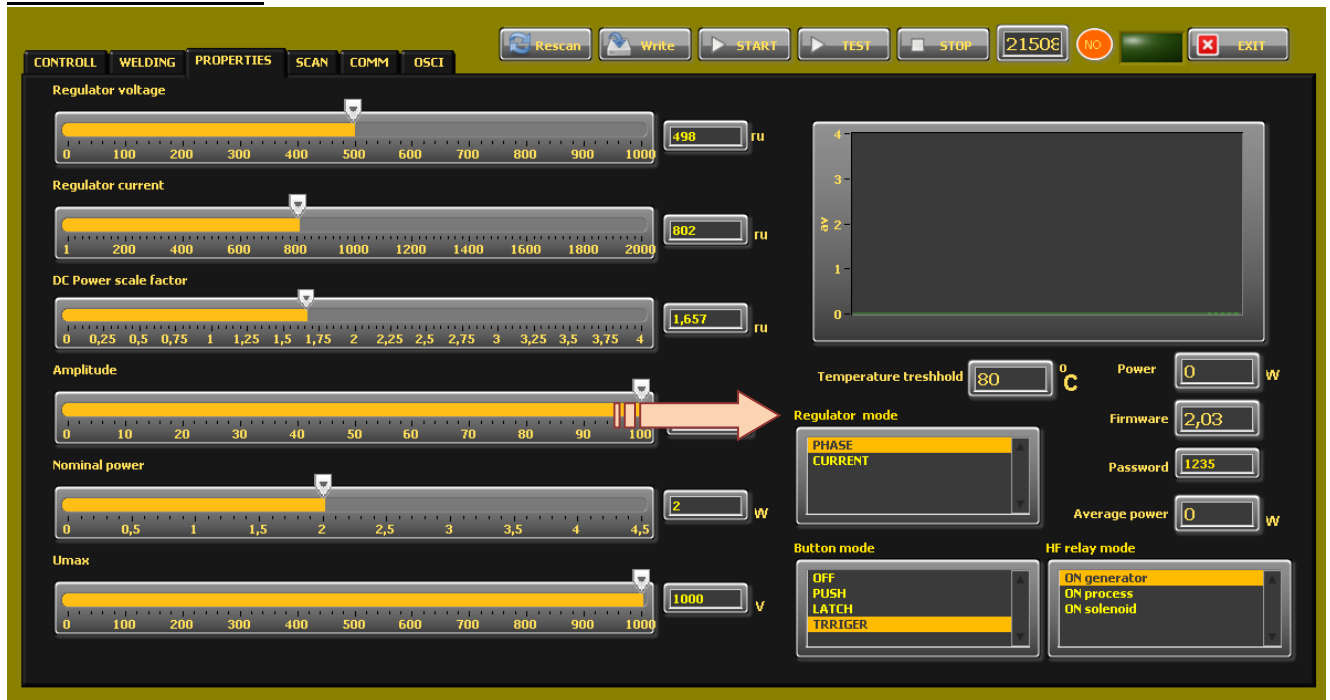 Rescan Write START TEST STOP 21508 NO EXIT
CONTROLL WELDING PROPERTIES SCAN COMM OSCI
Regulator voltage
498 ru
0 100 200 300 400 500 600 700 800 900 1000
Regulator current
802 ru
1 200 400 600 800 1000 1200 1400 1600 1800 2000
DC Power scale factor
1,657 ru
0 0,25 0,5 0,75 1 1,25 1,5 1,75 2 2,25 2,5 2,75 3 3,25 3,5 3,75 4
Amplitude
0 10 20 30 40 50 60 70 80 90 100
Nominal power
2 W
0 0,5 1 1,5 2 2,5 3 3,5 4 4,5
Umax
1000 V
0 100 200 300 400 500 600 700 800 900 1000
4
3
av 2
1
0
Temperature treshhold 80 °C
Power 0 W
Firmware 2,03
Password 1235
Average power 0 W
Regulator mode
PHASE
CURRENT
Button mode
OFF
PUSH
LATCH
TRRIGER
HF relay mode
ON generator
ON process
ON solenoid